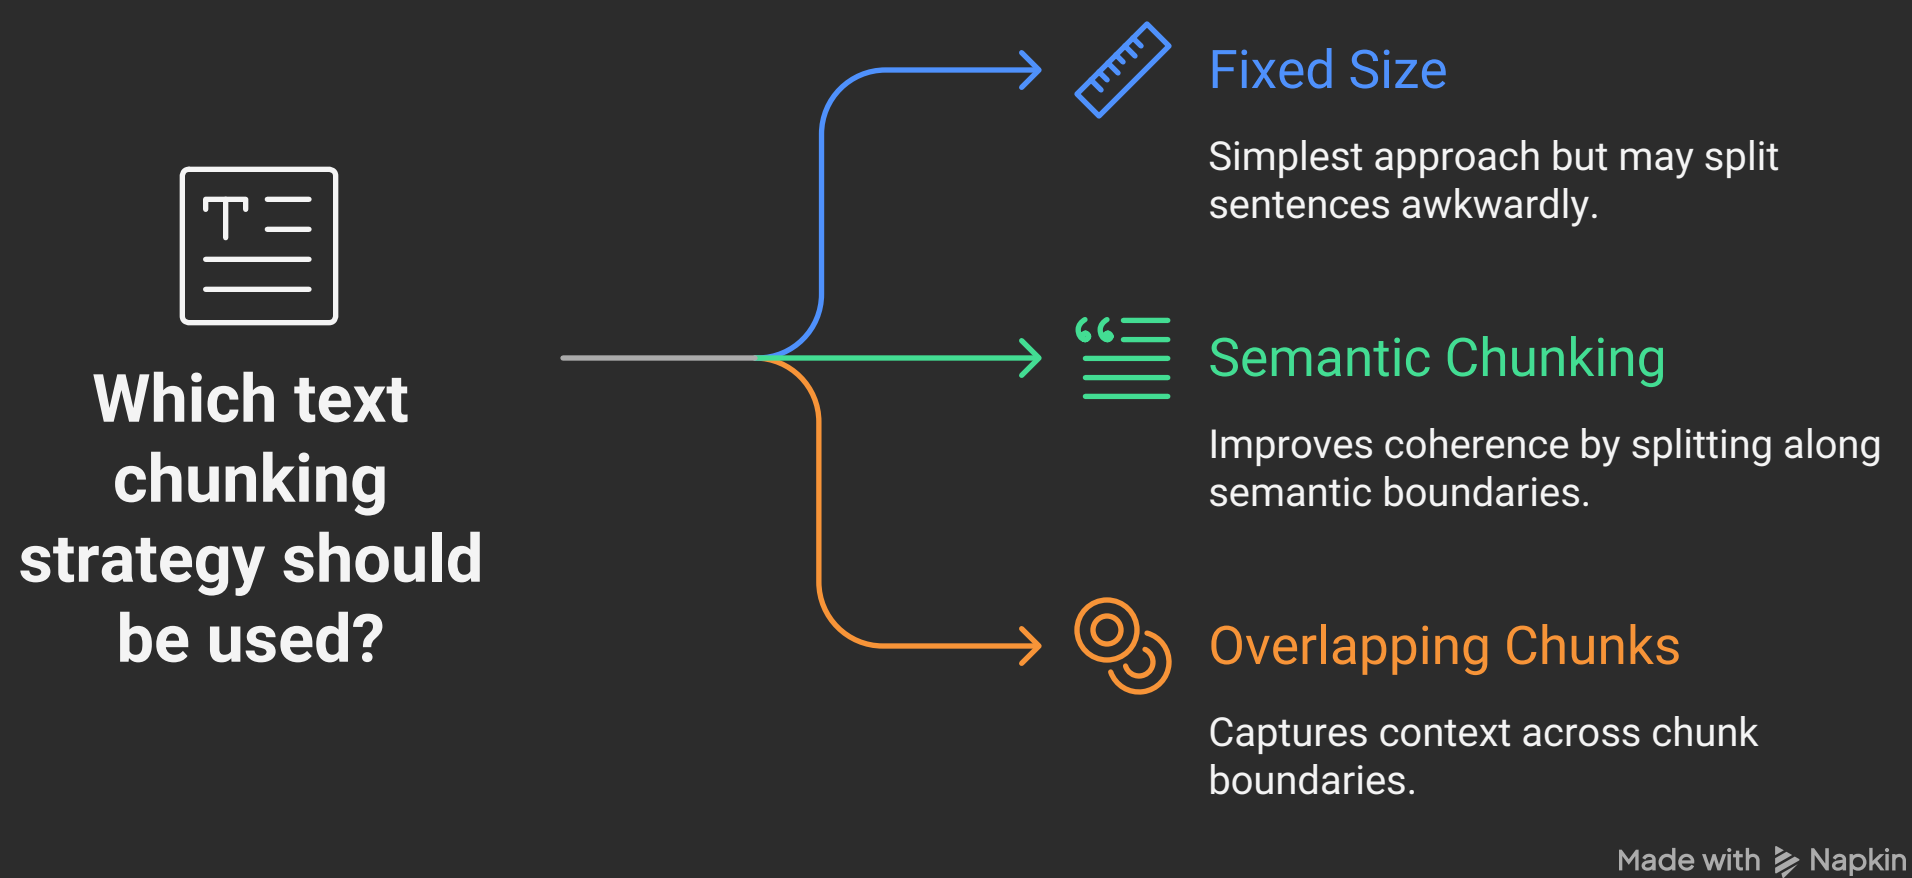 Which text
chunking
strategy should
be used?
Fixed Size
Simplest approach but may split
sentences awkwardly.
Semantic Chunking
Improves coherence by splitting along
semantic boundaries.
Overlapping Chunks
Captures context across chunk
boundaries.
Made with Napkin